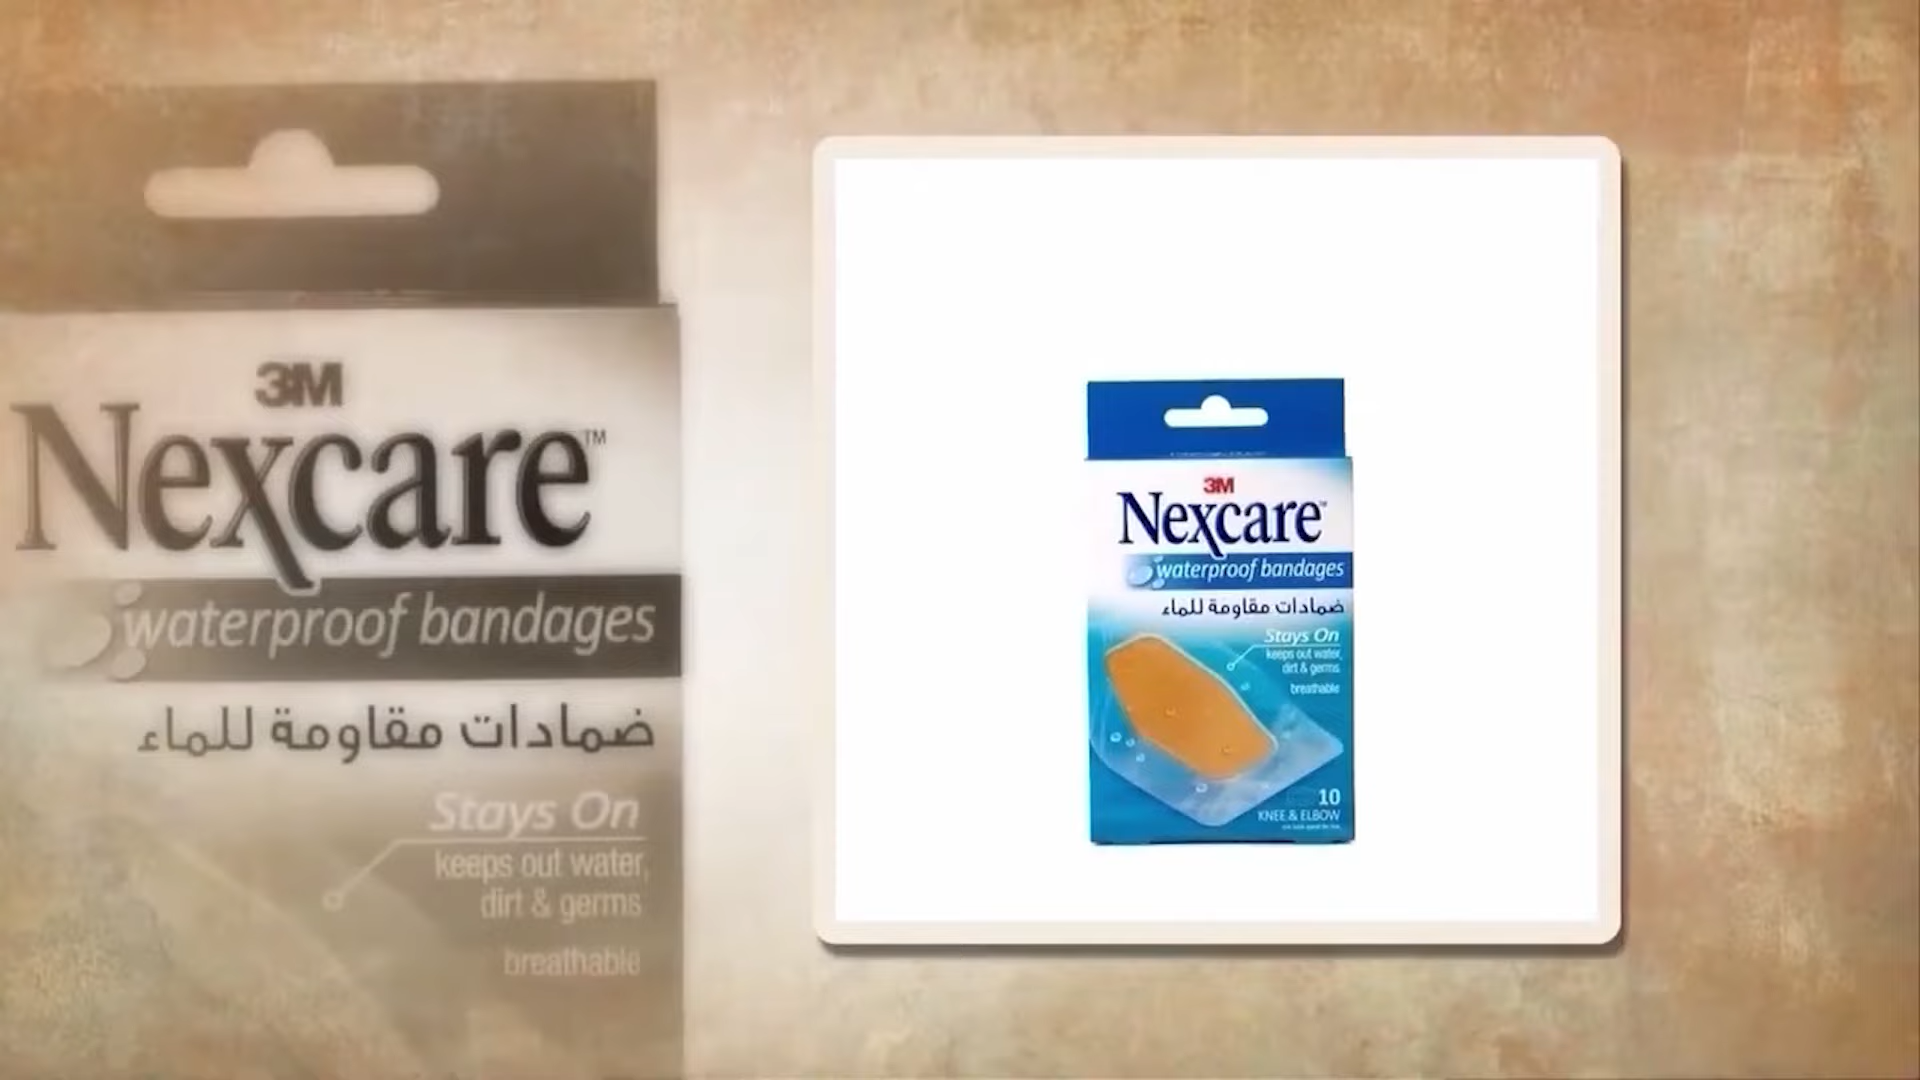 3M
Nexcare™
waterproof bandages
ضمادات مقاومة للماء
Stays On
keeps out water,
dirt & germs
breathable
3M
Nexcare™
waterproof bandages
ضمادات مقاومة للماء
Stays On
keeps out water,
dirt & germs
breathable
10
KNEE & ELBOW